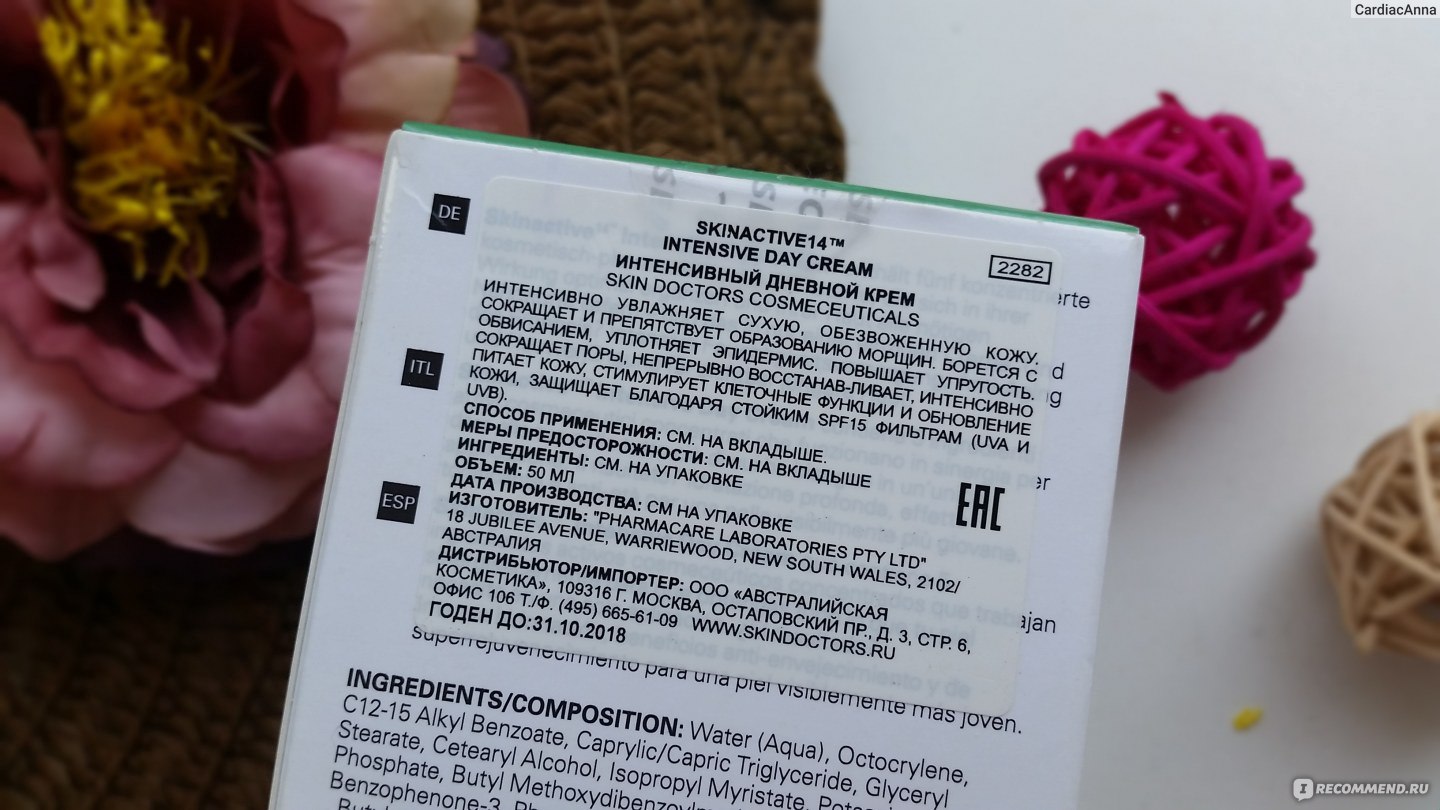 CardiacAnna
DE
SKINACTIVE14™
INTENSIVE DAY CREAM
2282
ИНТЕНСИВНЫЙ ДНЕВНОЙ КРЕМ
SKIN DOCTORS COSMECEUTICALS
ИНТЕНСИВНО УВЛАЖНЯЕТ СУХУЮ, ОБЕЗВОЖЕННУЮ КОЖУ.
СОКРАЩАЕТ И ПРЕПЯТСТВУЕТ ОБРАЗОВАНИЮ МОРЩИН. БОРЕТСЯ С
ОБВИСАНИЕМ, УПЛОТНЯЕТ ЭПИДЕРМИС. ПОВЫШАЕТ УПРУГОСТЬ.
СОКРАЩАЕТ ПОРЫ, НЕПРЕРЫВНО ВОССТАНАВ-ЛИВАЕТ, ИНТЕНСИВНО
ПИТАЕТ КОЖУ, СТИМУЛИРУЕТ КЛЕТОЧНЫЕ ФУНКЦИИ И ОБНОВЛЕНИЕ
КОЖИ, ЗАЩИЩАЕТ БЛАГОДАРЯ СТОЙКИМ SPF15 ФИЛЬТРАМ (UVA И
UVB).
ITL
СПОСОБ ПРИМЕНЕНИЯ: СМ. НА ВКЛАДЫШЕ.
МЕРЫ ПРЕДОСТОРОЖНОСТИ: СМ. НА ВКЛАДЫШЕ
ИНГРЕДИЕНТЫ: СМ. НА УПАКОВКЕ
ОБЪЕМ: 50 МЛ
EAC
ESP
ДАТА ПРОИЗВОДСТВА: СМ НА УПАКОВКЕ
ИЗГОТОВИТЕЛЬ: "PHARMACARE LABORATORIES PTY LTD"
18 JUBILEE AVENUE, WARRIEWOOD, NEW SOUTH WALES, 2102/
АВСТРАЛИЯ
ДИСТРИБЬЮТОР/ИМПОРТЕР: ООО «АВСТРАЛИЙСКАЯ
КОСМЕТИКА», 109316 Г. МОСКВА, ОСТАПОВСКИЙ ПР., Д. 3, СТР. 6,
ОФИС 106 Т./Ф. (495) 665-61-09 WWW.SKINDOCTORS.RU
ГОДЕН ДО:31.10.2018
superrejuvenecimiento para una piel visiblemente más joven.
INGREDIENTS/COMPOSITION: Water (Aqua), Octocrylene,
C12-15 Alkyl Benzoate, Caprylic/Capric Triglyceride, Glyceryl
Stearate, Cetearyl Alcohol, Isopropyl Myristate,
Phosphate, Butyl
Benzophenone-3,
IRECOMMEND.RU